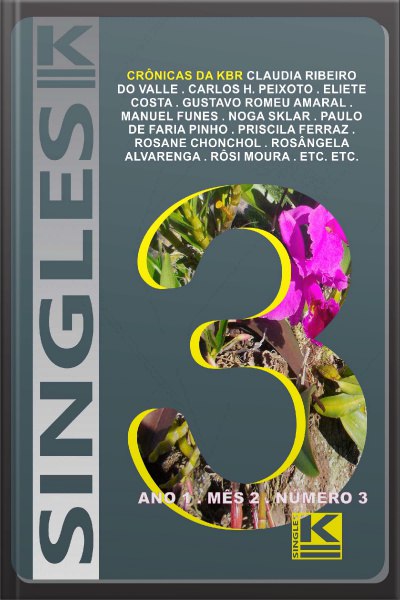 SINGLES K
CRÔNICAS DA KBR CLAUDIA RIBEIRO
DO VALLE . CARLOS H. PEIXOTO . ELIETE
COSTA . GUSTAVO ROMEU AMARAL .
MANUEL FUNES . NOGA SKLAR . PAULO
DE FARIA PINHO . PRISCILA FERRAZ .
ROSANE CHONCHOL . ROSÂNGELA
ALVARENGA . RÔSI MOURA . ETC. ETC.
3
ANO 1 . MÊS 2 . NÚMERO 3
SINGLE' K